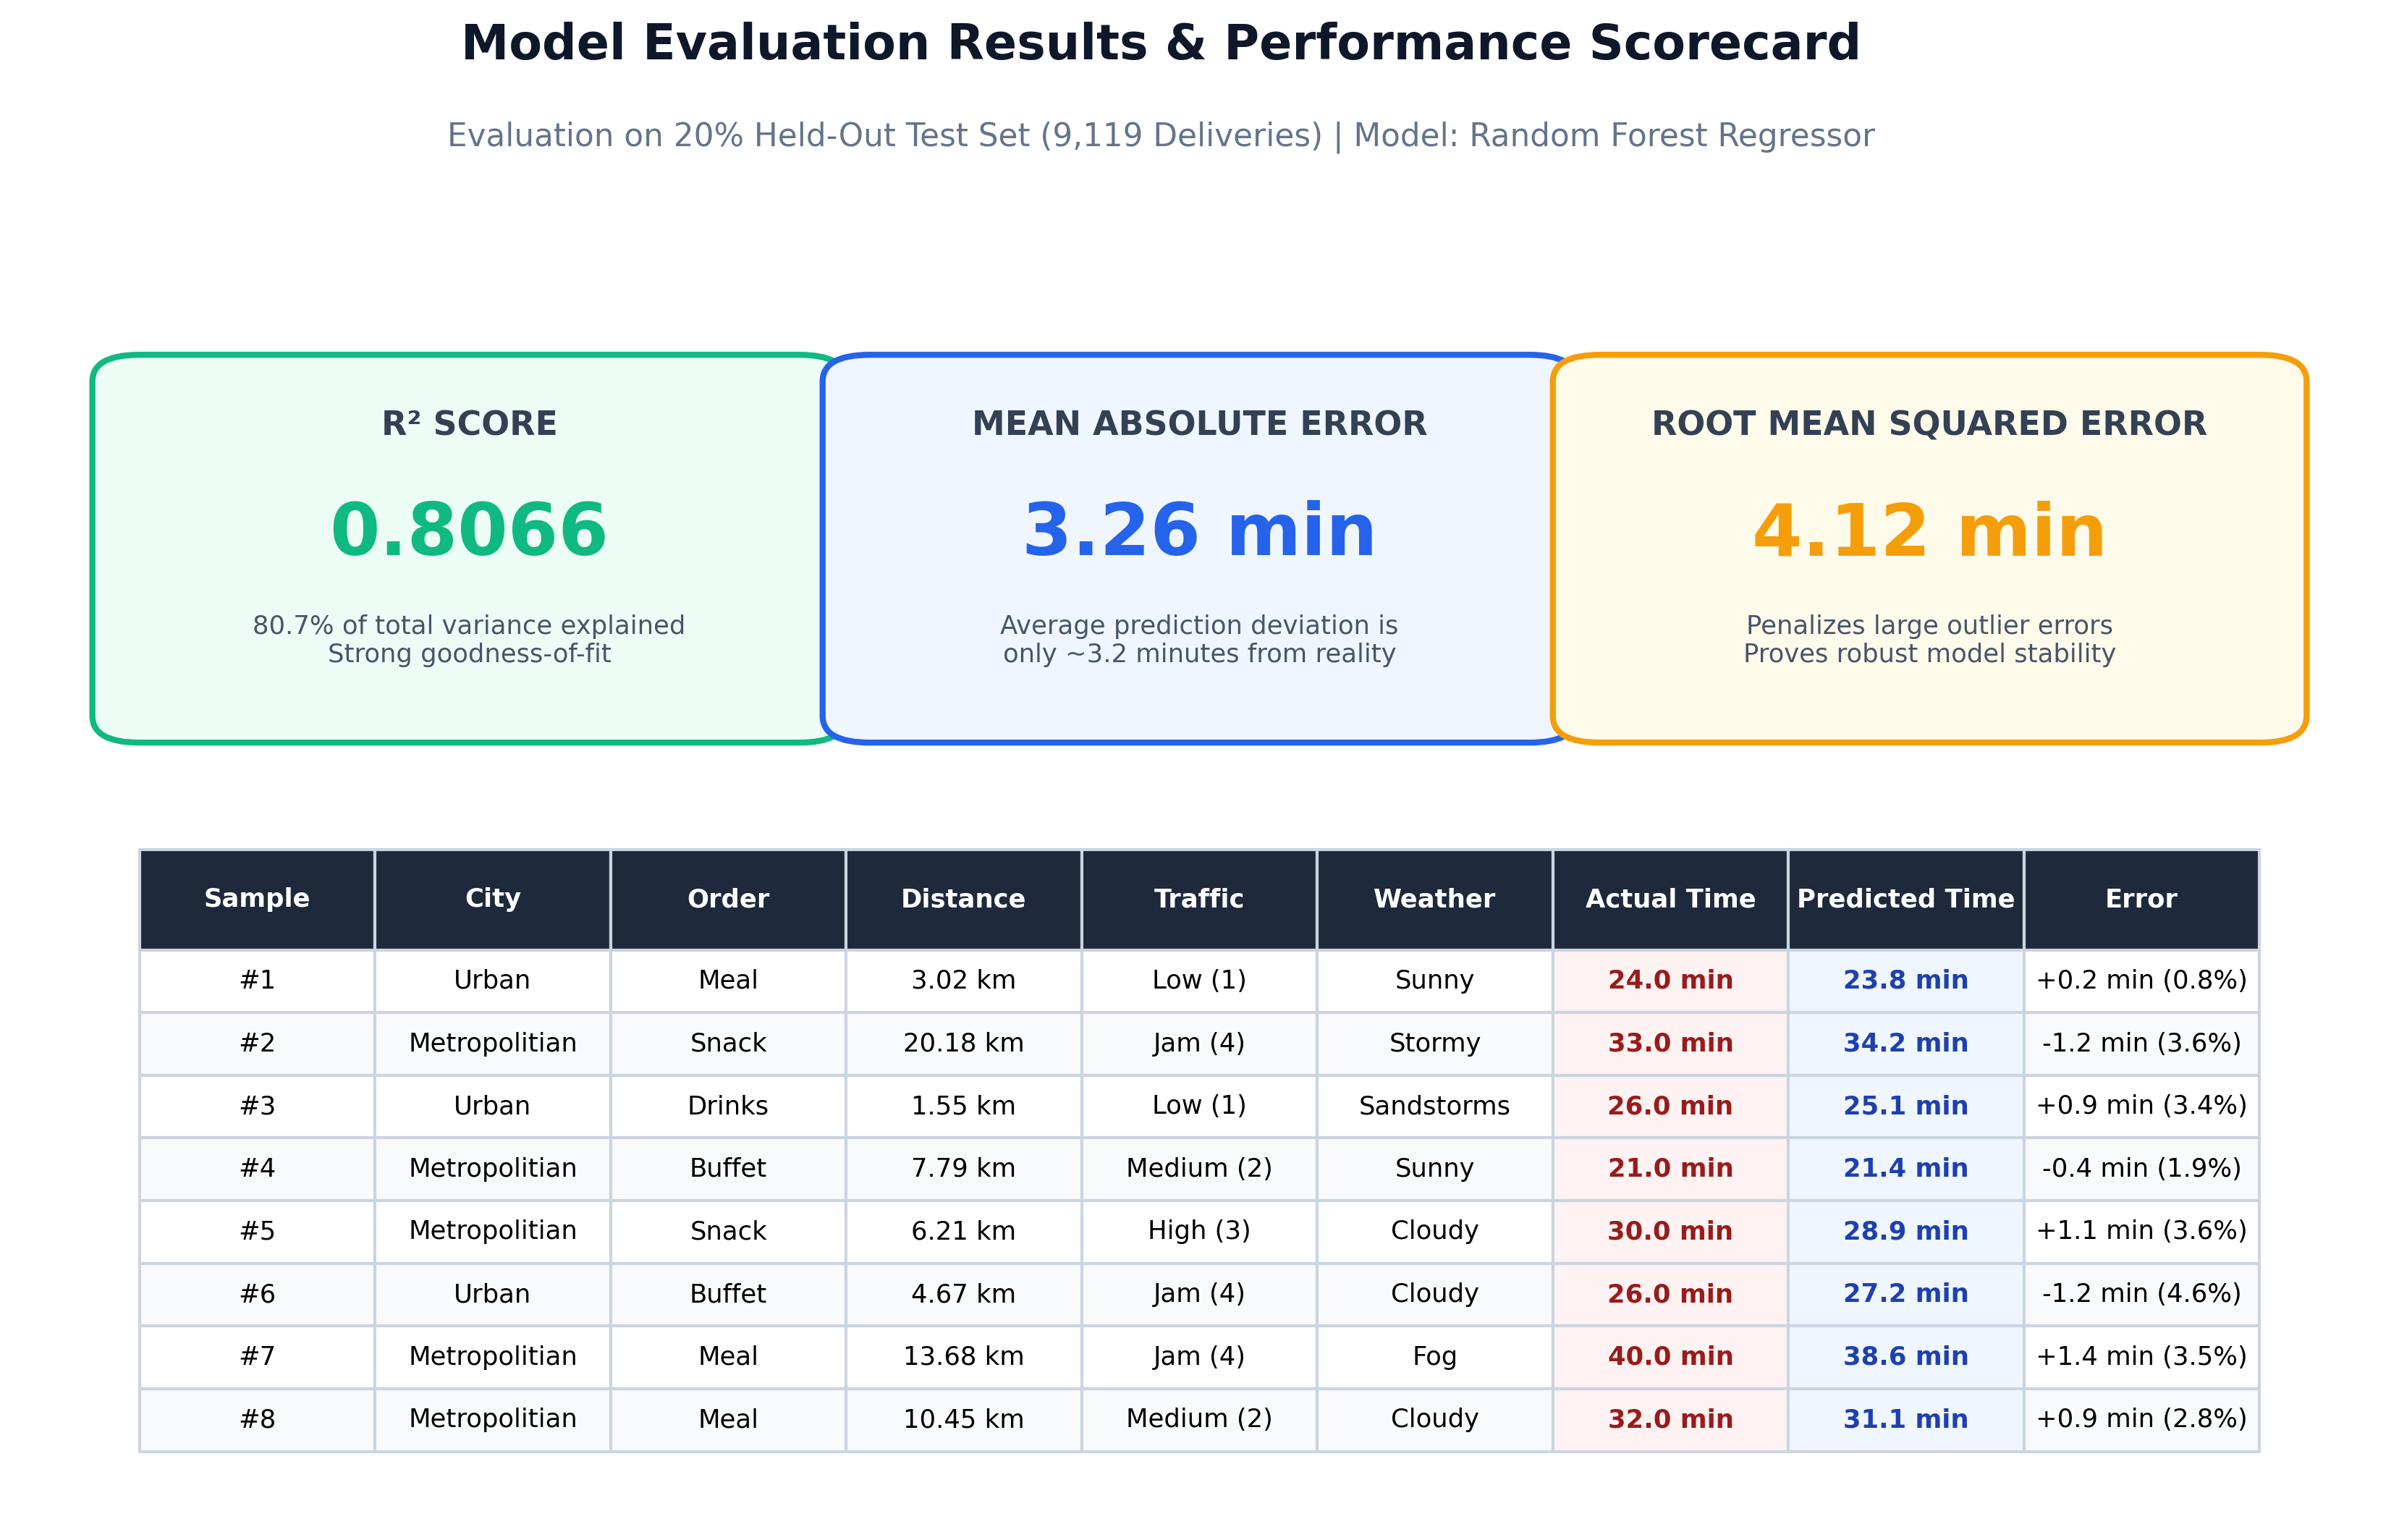 Model Evaluation Results & Performance Scorecard
Evaluation on 20% Held-Out Test Set (9,119 Deliveries) | Model: Random Forest Regressor
R² SCORE
0.8066
80.7% of total variance explained
Strong goodness-of-fit
MEAN ABSOLUTE ERROR
3.26 min
Average prediction deviation is
only ~3.2 minutes from reality
ROOT MEAN SQUARED ERROR
4.12 min
Penalizes large outlier errors
Proves robust model stability
Sample City Order Distance Traffic Weather Actual Time Predicted Time Error
#1 Urban Meal 3.02 km Low (1) Sunny 24.0 min 23.8 min +0.2 min (0.8%)
#2 Metropolitian Snack 20.18 km Jam (4) Stormy 33.0 min 34.2 min -1.2 min (3.6%)
#3 Urban Drinks 1.55 km Low (1) Sandstorms 26.0 min 25.1 min +0.9 min (3.4%)
#4 Metropolitian Buffet 7.79 km Medium (2) Sunny 21.0 min 21.4 min -0.4 min (1.9%)
#5 Metropolitian Snack 6.21 km High (3) Cloudy 30.0 min 28.9 min +1.1 min (3.6%)
#6 Urban Buffet 4.67 km Jam (4) Cloudy 26.0 min 27.2 min -1.2 min (4.6%)
#7 Metropolitian Meal 13.68 km Jam (4) Fog 40.0 min 38.6 min +1.4 min (3.5%)
#8 Metropolitian Meal 10.45 km Medium (2) Cloudy 32.0 min 31.1 min +0.9 min (2.8%)